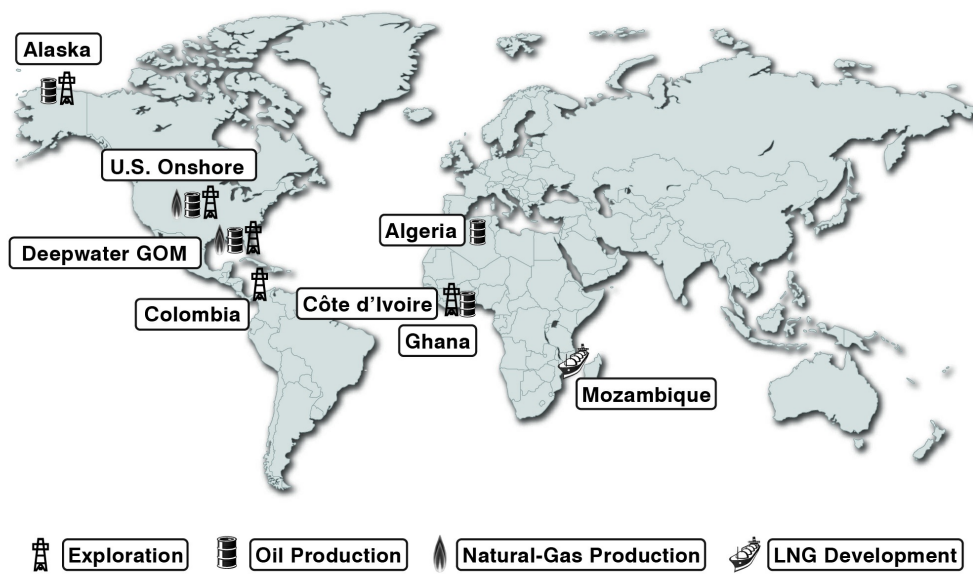 Alaska
U.S. Onshore
Deepwater GOM
Algeria
Colombia
Côte d'Ivoire
Ghana
Mozambique
Exploration
Oil Production
Natural-Gas Production
LNG Development